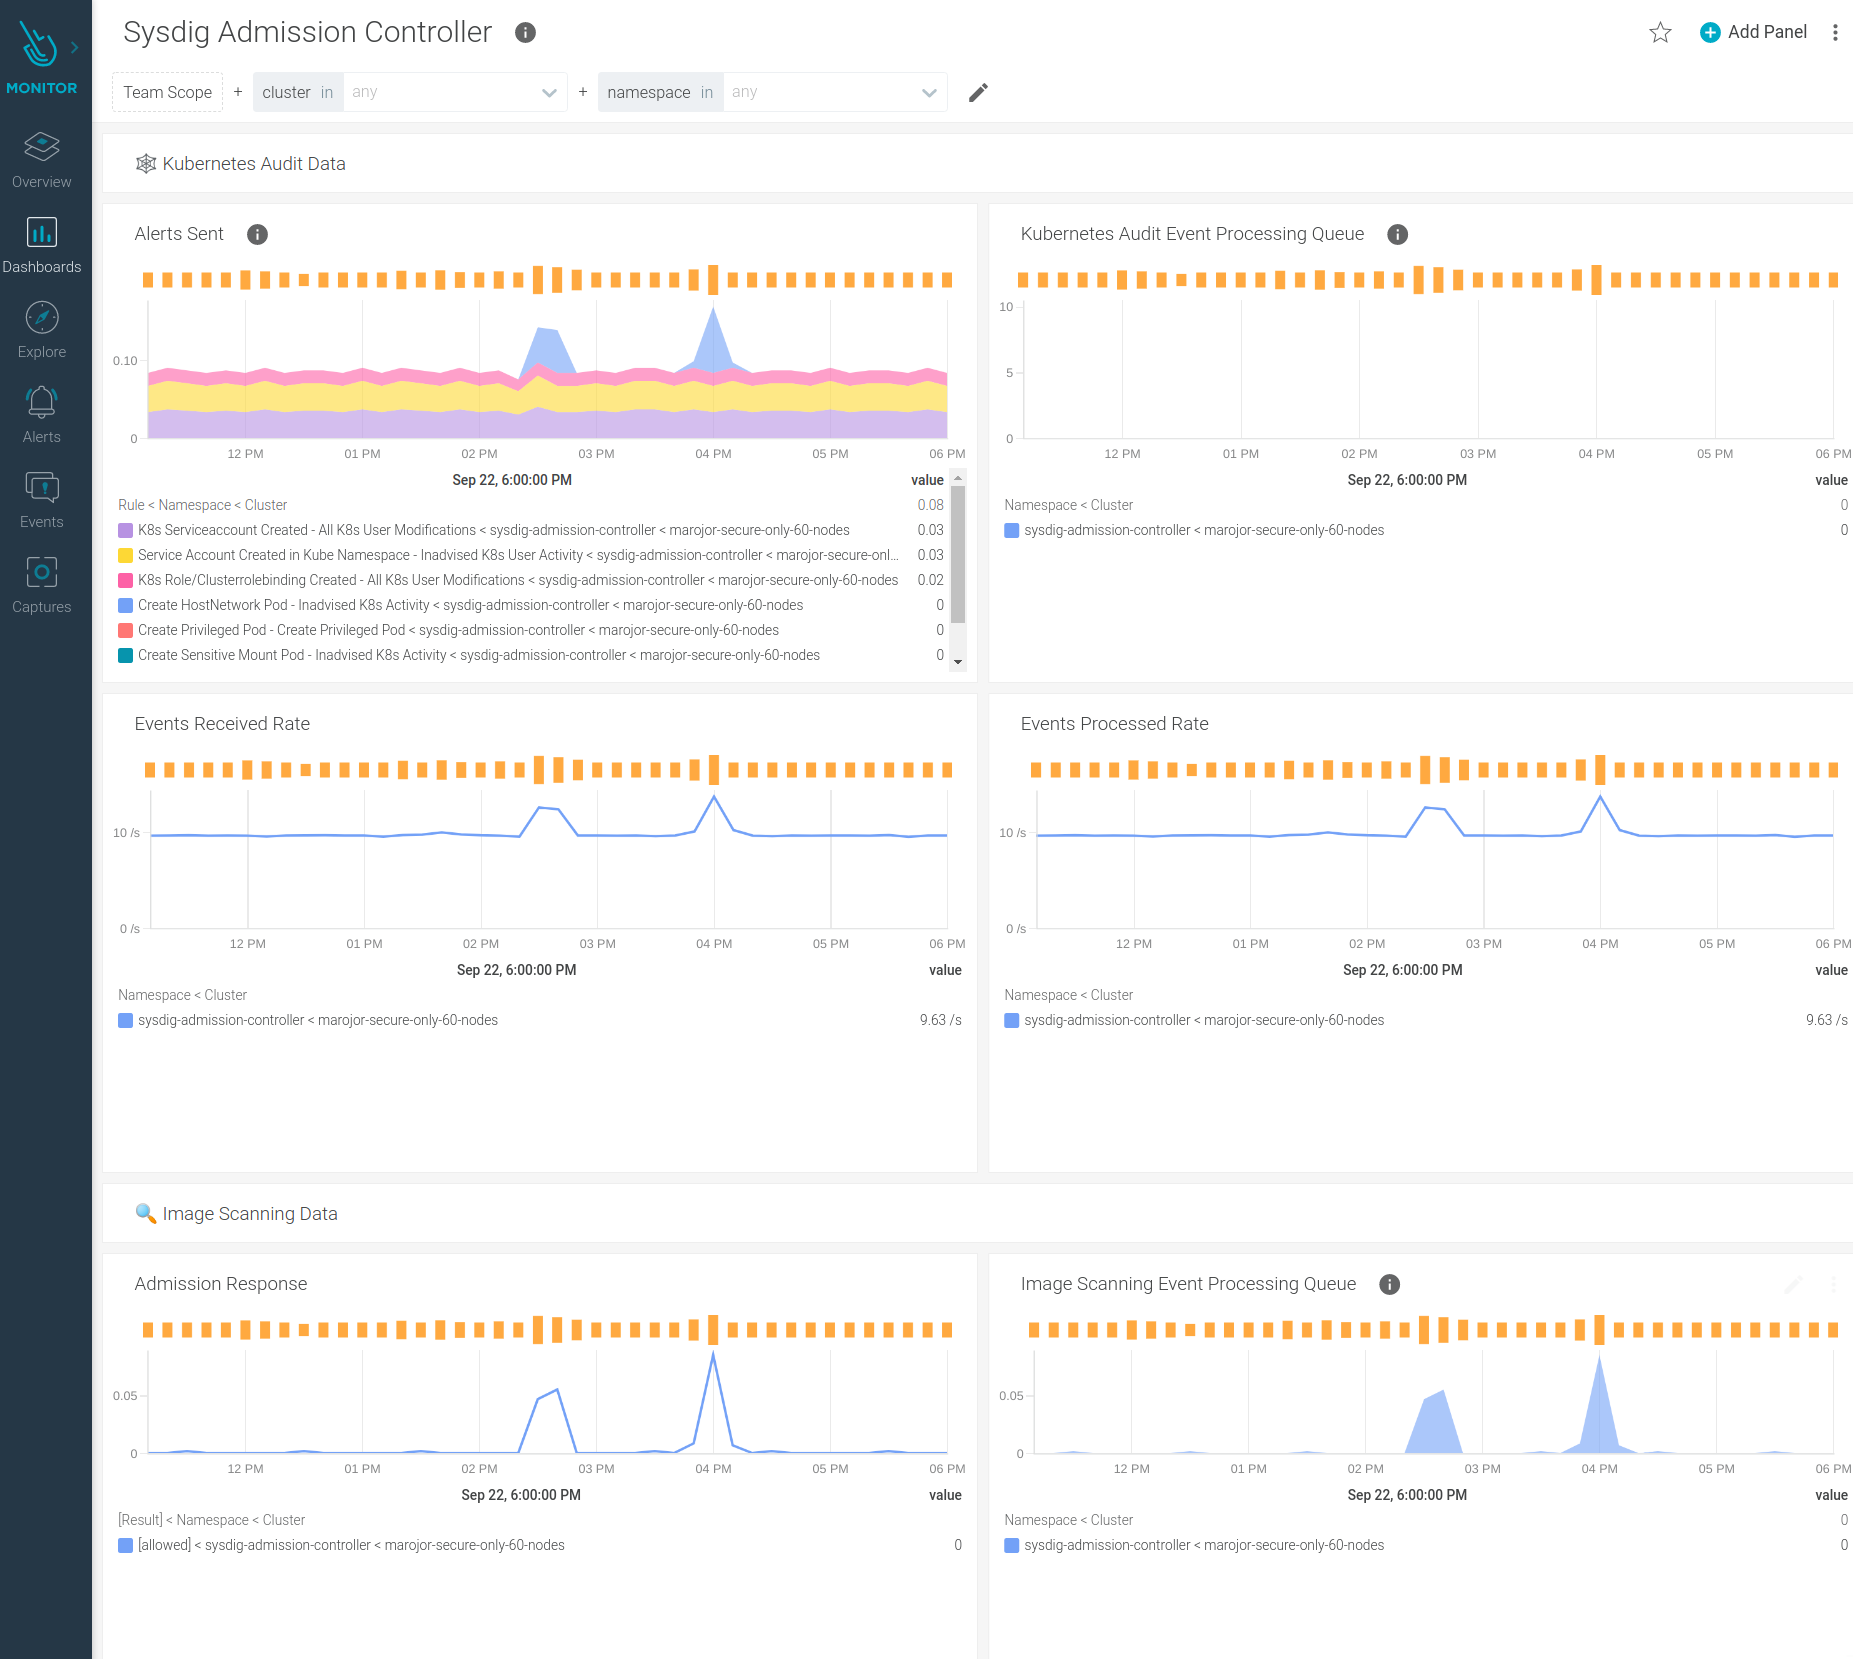 Sysdig Admission Controller
Add Panel
MONITOR
Team Scope + cluster in any + namespace in any
Overview
Dashboards
Explore
Alerts
Events
Captures
Kubernetes Audit Data
Alerts Sent
0.10
0
12 PM 01 PM 02 PM 03 PM 04 PM 05 PM 06 PM
Sep 22, 6:00:00 PM value
Rule < Namespace < Cluster 0.08
K8s Serviceaccount Created - All K8s User Modifications < sysdig-admission-controller < marojor-secure-only-60-nodes 0.03
Service Account Created in Kube Namespace - Inadvised K8s User Activity < sysdig-admission-controller < marojor-secure-onl... 0.03
K8s Role/Clusterrolebinding Created - All K8s User Modifications < sysdig-admission-controller < marojor-secure-only-60-nodes 0.02
Create HostNetwork Pod - Inadvised K8s Activity < sysdig-admission-controller < marojor-secure-only-60-nodes 0
Create Privileged Pod - Create Privileged Pod < sysdig-admission-controller < marojor-secure-only-60-nodes 0
Create Sensitive Mount Pod - Inadvised K8s Activity < sysdig-admission-controller < marojor-secure-only-60-nodes 0
Kubernetes Audit Event Processing Queue
10
5
0
12 PM 01 PM 02 PM 03 PM 04 PM 05 PM 06 PM
Sep 22, 6:00:00 PM value
Namespace < Cluster 0
sysdig-admission-controller < marojor-secure-only-60-nodes 0
Events Received Rate
10 /s
0 /s
12 PM 01 PM 02 PM 03 PM 04 PM 05 PM 06 PM
Sep 22, 6:00:00 PM value
Namespace < Cluster
sysdig-admission-controller < marojor-secure-only-60-nodes 9.63 /s
Events Processed Rate
10 /s
0 /s
12 PM 01 PM 02 PM 03 PM 04 PM 05 PM 06 PM
Sep 22, 6:00:00 PM value
Namespace < Cluster
sysdig-admission-controller < marojor-secure-only-60-nodes 9.63 /s
Image Scanning Data
Admission Response
0.05
0
12 PM 01 PM 02 PM 03 PM 04 PM 05 PM 06 PM
Sep 22, 6:00:00 PM value
[Result] < Namespace < Cluster
[allowed] < sysdig-admission-controller < marojor-secure-only-60-nodes 0
Image Scanning Event Processing Queue
0.05
0
12 PM 01 PM 02 PM 03 PM 04 PM 05 PM 06 PM
Sep 22, 6:00:00 PM value
Namespace < Cluster 0
sysdig-admission-controller < marojor-secure-only-60-nodes 0